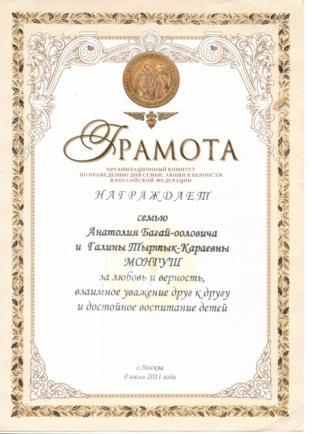 ГРАМОТА
ОРГАНИЗАЦИОННЫЙ КОМИТЕТ
ПО ПРОВЕДЕНИЮ ДНЯ СЕМЬИ, ЛЮБВИ И ВЕРНОСТИ
В РОССИЙСКОЙ ФЕДЕРАЦИИ
НАГРАЖДАЕТ
семью
Анатолия Багай-ооловича
и Галины Тыртык-Караевны
МОНГУШ
за любовь и верность,
взаимное уважение друг к другу
и достойное воспитание детей
г.Москва
8 июля 2011 года